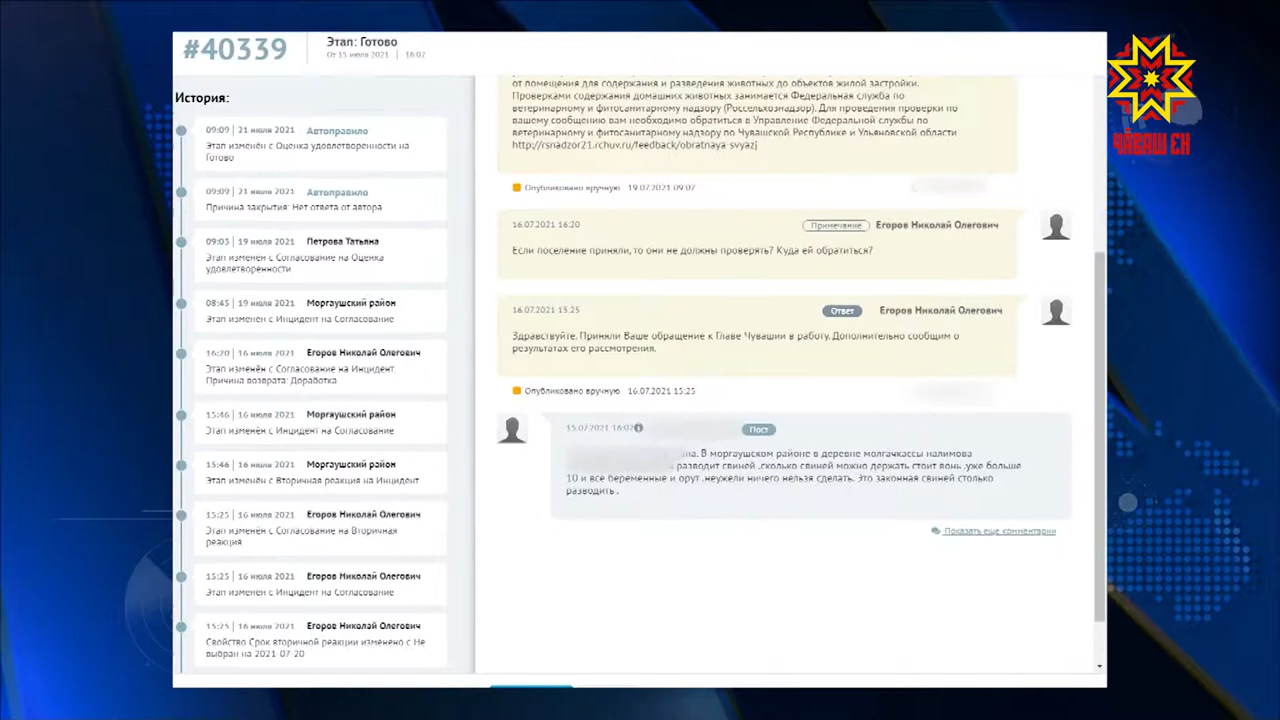 #40339
Этап: Готово
От 15 июля 2021 | 16:02
История:
09:09 | 21 июля 2021 Автоправило
Этап изменён с Оценка удовлетворенности на
Готово
09:09 | 21 июля 2021 Автоправило
Причина закрытия: Нет ответа от автора
09:03 | 19 июля 2021 Петрова Татьяна
Этап изменён с Согласование на Оценка
удовлетворенности
08:45 | 19 июля 2021 Моргаушский район
Этап изменён с Инцидент на Согласование
16:20 | 16 июля 2021 Егоров Николай Олегович
Этап изменён с Согласование на Инцидент.
Причина возврата: Доработка
15:46 | 16 июля 2021 Моргаушский район
Этап изменён с Инцидент на Согласование
15:46 | 16 июля 2021 Моргаушский район
Этап изменён с Вторичная реакция на Инцидент
15:25 | 16 июля 2021 Егоров Николай Олегович
Этап изменён с Согласование на Вторичная
реакция
15:25 | 16 июля 2021 Егоров Николай Олегович
Этап изменён с Инцидент на Согласование
15:25 | 16 июля 2021 Егоров Николай Олегович
Свойство Срок вторичной реакции изменено с Не
выбран на 2021-07-20
от помещения для содержания и разведения животных до объектов жилой застройки.
Проверками содержания домашних животных занимается Федеральная служба по
ветеринарному и фитосанитарному надзору (Россельхознадзор). Для проведения проверки по
вашему сообщению вам необходимо обратиться в Управление Федеральной службы по
ветеринарному и фитосанитарному надзору по Чувашской Республике и Ульяновской области
http://rsnadzor21.rchuv.ru/feedback/obratnaya-svyazj
Опубликовано вручную 19.07.2021 09:07
16.07.2021 16:20 Примечание Егоров Николай Олегович
Если поселение приняли, то они не должны проверять? Куда ей обратиться?
16.07.2021 15:25 Ответ Егоров Николай Олегович
Здравствуйте. Приняли Ваше обращение к Главе Чувашии в работу. Дополнительно сообщим о
результатах его рассмотрения.
Опубликовано вручную 16.07.2021 15:25
15.07.2021 16:02 Пост
на. В моргаушском районе в деревне молгачкассы налимова
разводит свиней .сколько свиней можно держать стоит вонь .уже больше
10 и все беременные и орут .неужели ничего нельзя сделать. Это законная свиней столько
разводить .
Показать еще комментарии
ЧӐВАШ ЕН